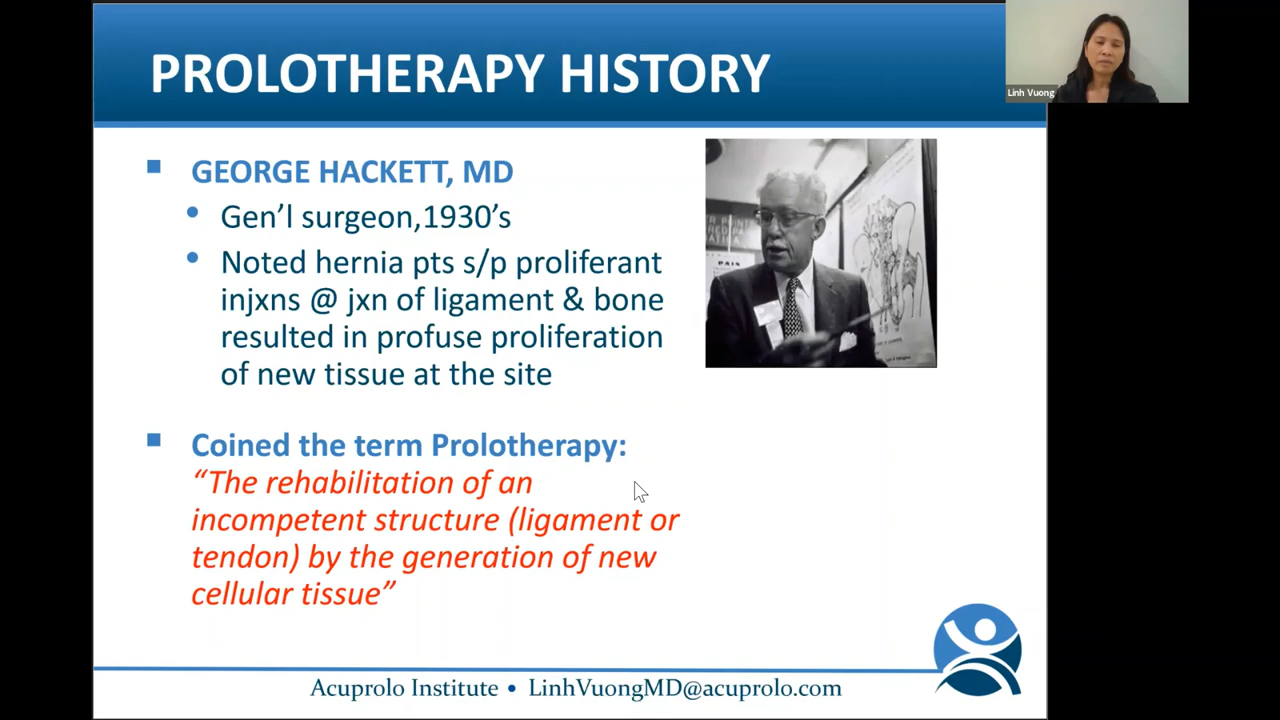 PROLOTHERAPY HISTORY
Linh Vuong
GEORGE HACKETT, MD
Gen’l surgeon,1930’s
Noted hernia pts s/p proliferant
injxns @ jxn of ligament & bone
resulted in profuse proliferation
of new tissue at the site
PAIN
Coined the term Prolotherapy:
“The rehabilitation of an
incompetent structure (ligament or
tendon) by the generation of new
cellular tissue”
Acuprolo Institute • LinhVuongMD@acuprolo.com